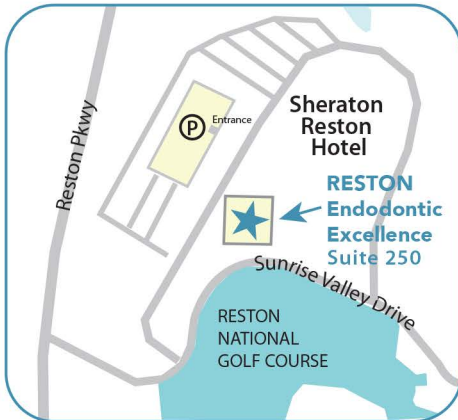 Reston Pkwy
P
Entrance
Sheraton
Reston
Hotel
RESTON
Endodontic
Excellence
Suite 250
Sunrise Valley Drive
RESTON
NATIONAL
GOLF COURSE